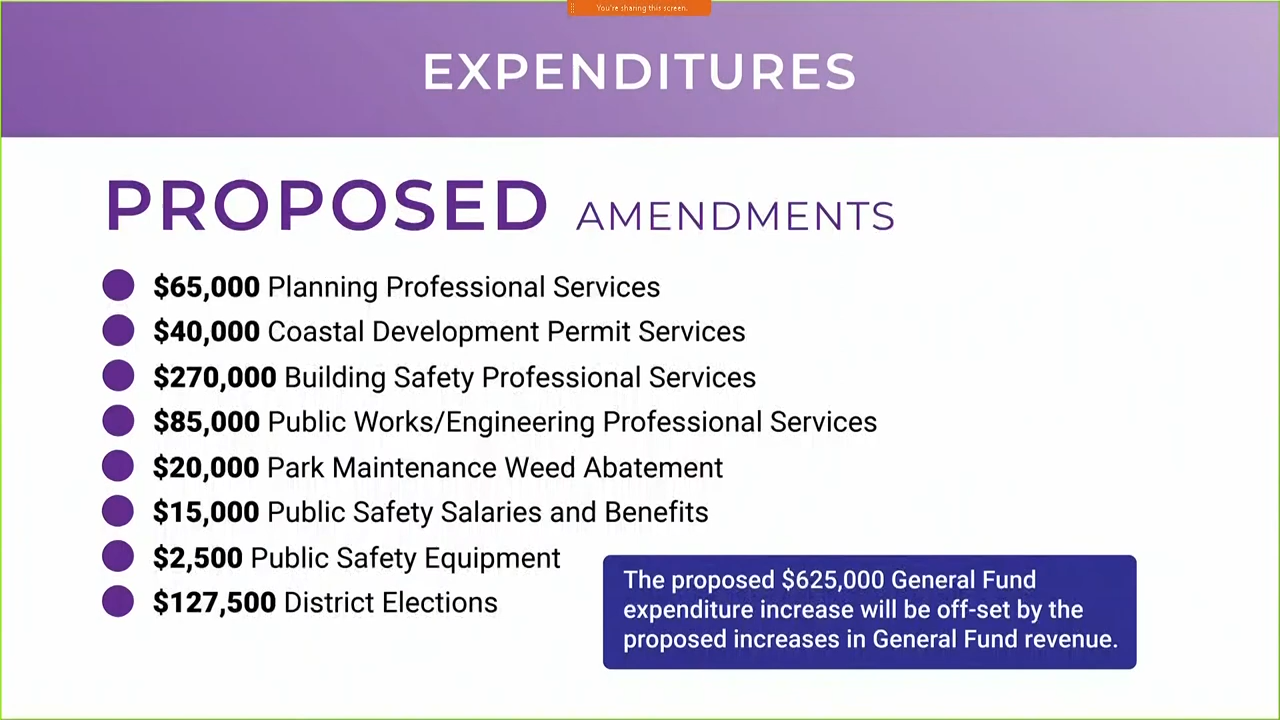 You're sharing this screen.
EXPENDITURES
PROPOSED AMENDMENTS
$65,000 Planning Professional Services
$40,000 Coastal Development Permit Services
$270,000 Building Safety Professional Services
$85,000 Public Works/Engineering Professional Services
$20,000 Park Maintenance Weed Abatement
$15,000 Public Safety Salaries and Benefits
$2,500 Public Safety Equipment
$127,500 District Elections
The proposed $625,000 General Fund
expenditure increase will be off-set by the
proposed increases in General Fund revenue.